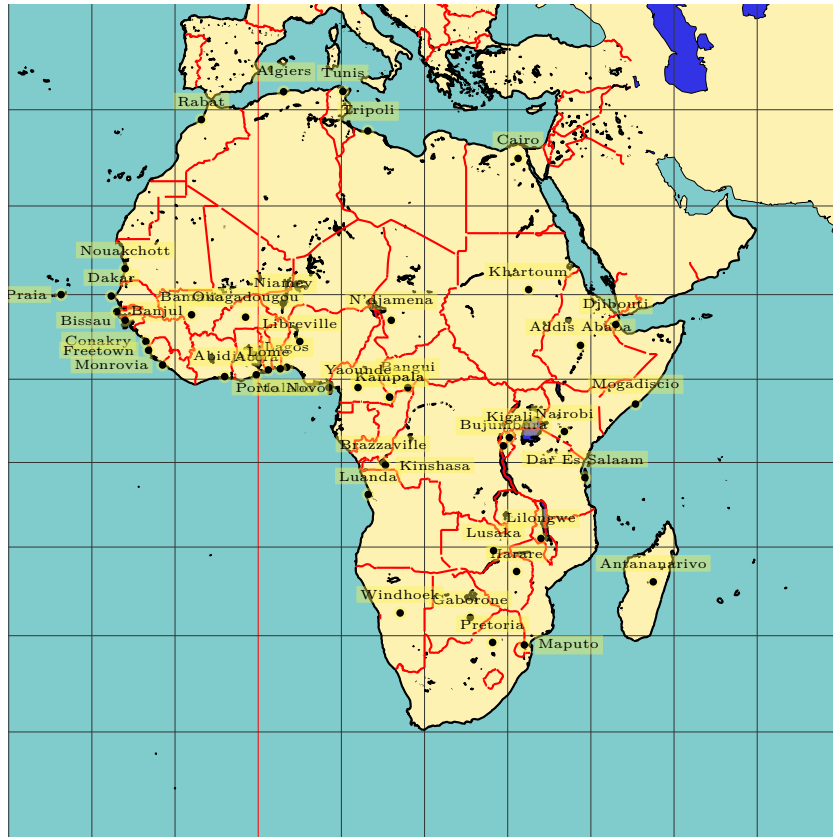 Algiers
Tunis
Rabat
Tripoli
Cairo
Nouakchott
Dakar
Praia
Niamey
Ouagadougou
Banjul
N'djamena
Khartoum
Djibouti
Bissau
Libreville
Addis Ababa
Conakry
Freetown
Lagos
Monrovia
Lome
Yaounde
Bangui
Kampala
Porto Novo
Mogadiscio
Kigali
Nairobi
Bujumbura
Brazzaville
Kinshasa
Dar Es Salaam
Luanda
Lilongwe
Lusaka
Harare
Antananarivo
Windhoek
Gaborone
Pretoria
Maputo